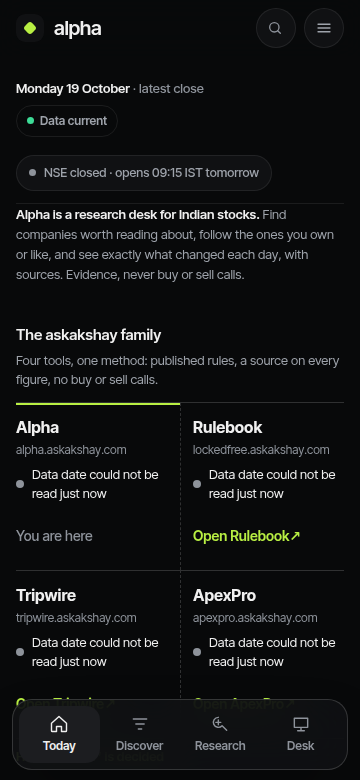 alpha
Monday 19 October · latest close
Data current
NSE closed · opens 09:15 IST tomorrow
Alpha is a research desk for Indian stocks. Find
companies worth reading about, follow the ones you own
or like, and see exactly what changed each day, with
sources. Evidence, never buy or sell calls.
The askakshay family
Four tools, one method: published rules, a source on every
figure, no buy or sell calls.
Alpha
alpha.askakshay.com
Data date could not be
read just now
You are here
Rulebook
lockedfree.askakshay.com
Data date could not be
read just now
Open Rulebook↗
Tripwire
tripwire.askakshay.com
Data date could not be
read just now
ApexPro
apexpro.askakshay.com
Data date could not be
read just now
Open Tripwire↗
Open ApexPro↗
Today
Discover
Research
Desk